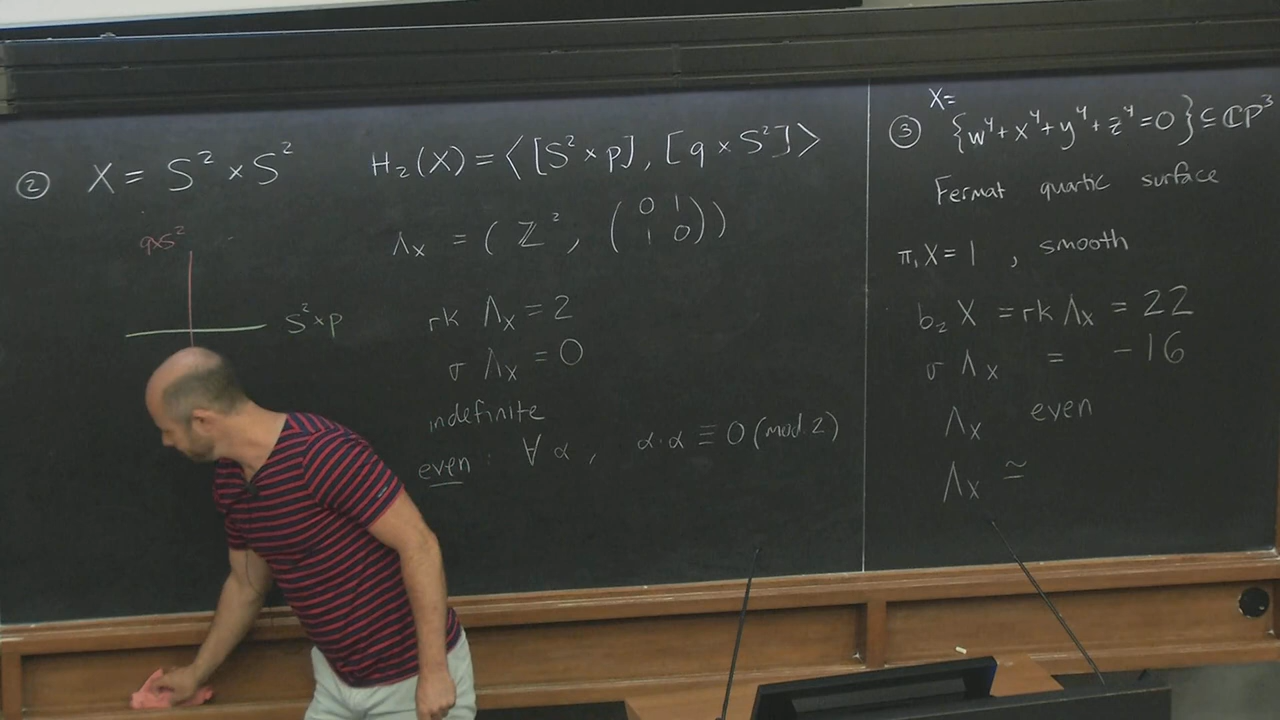 ② X = S² × S²
H₂(X) = ⟨[S² × p], [q × S²]⟩
q×S²
S² × p
Λ_X = (ℤ², (0 1
1 0))
rk Λ_X = 2
σ Λ_X = 0
indefinite
even : ∀ α , α·α ≡ 0 (mod 2)
X=
③ {w⁴ + x⁴ + y⁴ + z⁴ = 0} ⊆ ℂP³
Fermat quartic surface
π₁X = 1 , smooth
b₂ X = rk Λ_X = 22
σ Λ_X = -16
Λ_X even
Λ_X ≅